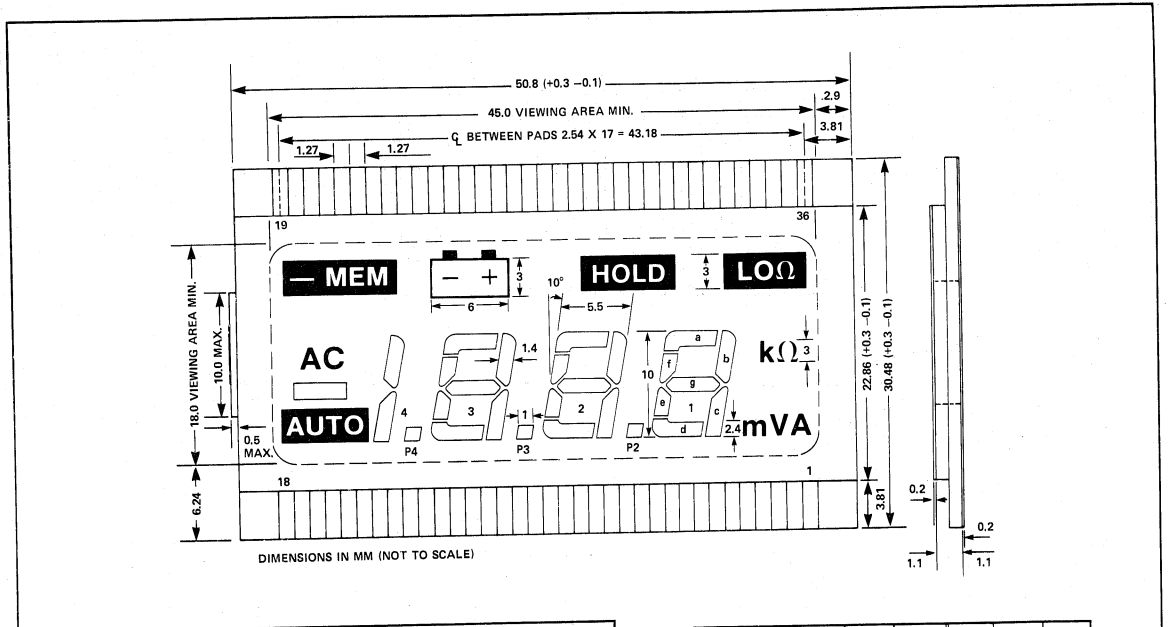 50.8 (+0.3 –0.1)
45.0 VIEWING AREA MIN.
.2.9
℄ BETWEEN PADS 2.54 X 17 = 43.18
3.81
1.27
1.27
19
36
— MEM
– +
3
6
HOLD
3
LOΩ
10°
5.5
18.0 VIEWING AREA MIN.
10.0 MAX.
AC
1.4
10
a
b
f
g
e
c
d
kΩ
3
22.86 (+0.3 –0.1)
30.48 (+0.3 –0.1)
AUTO
4
3
1
2
1
2.4
mVA
P4
P3
P2
0.5
MAX.
18
1
6.24
3.81
0.2
0.2
1.1
1.1
DIMENSIONS IN MM (NOT TO SCALE)